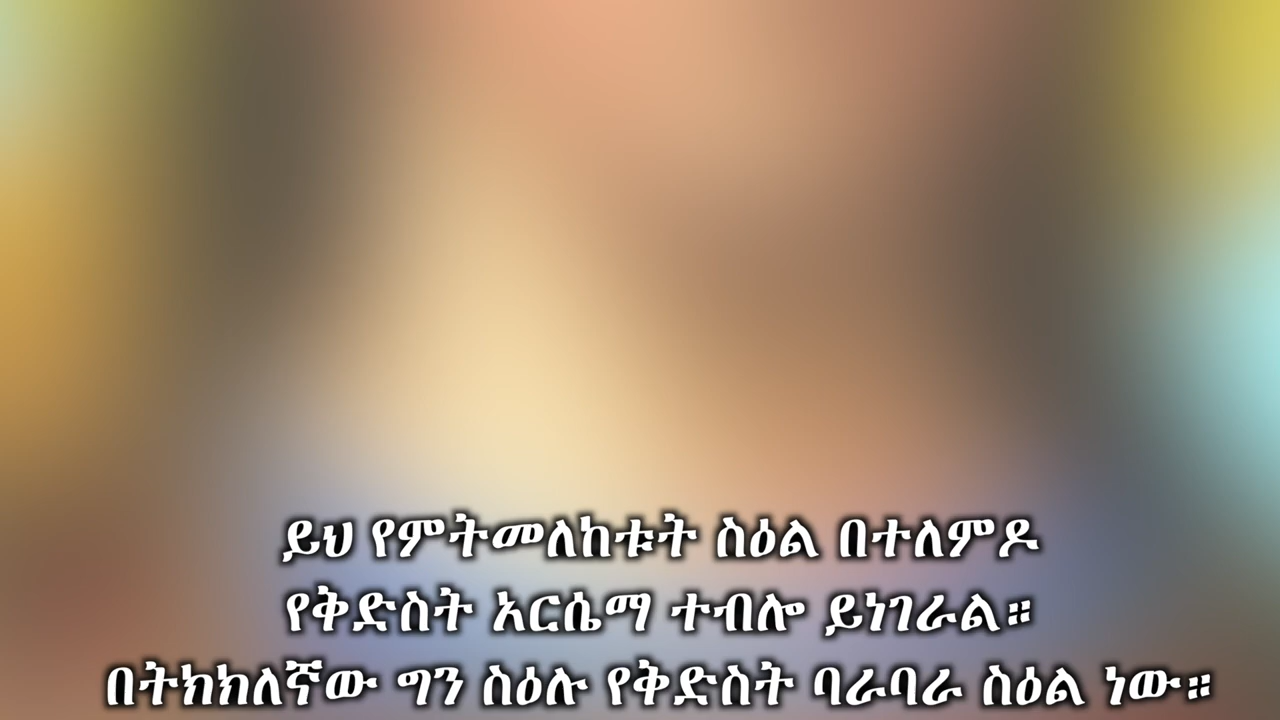 ይህ የምትመለከቱት ስዕል በተለምዶ
የቅድስት አርሴማ ተብሎ ይነገራል።
በትክክለኛው ግን ስዕሉ የቅድስት ባራባራ ስዕል ነው።